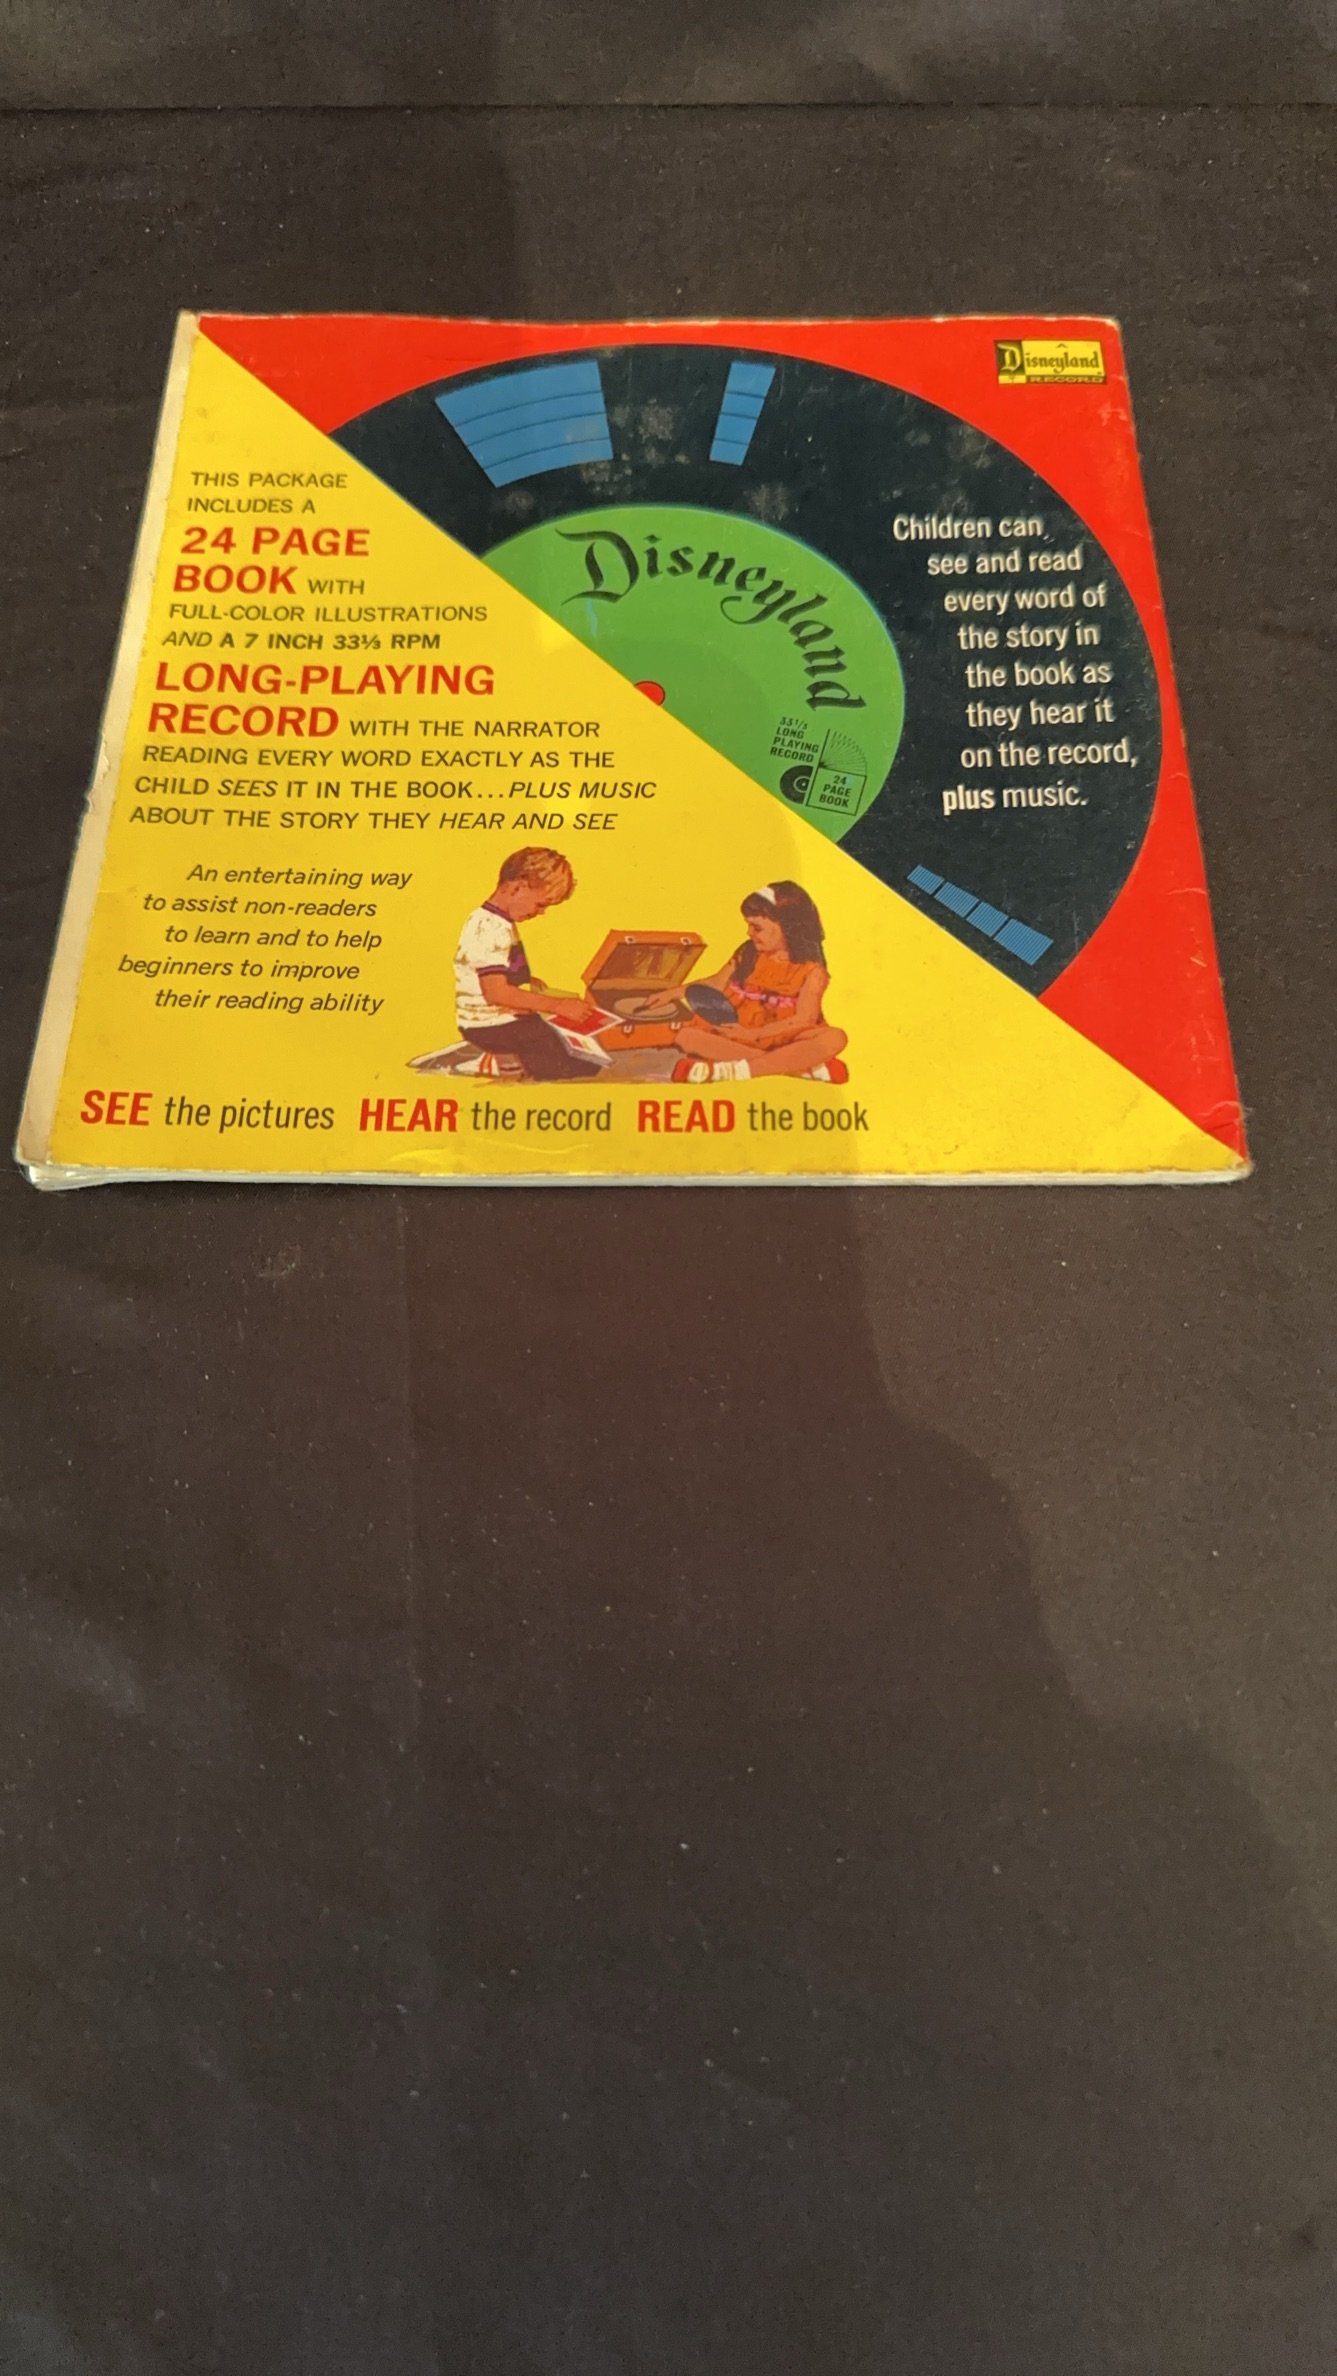 Disneyland
RECORD
THIS PACKAGE
INCLUDES A
24 PAGE
BOOK WITH
FULL-COLOR ILLUSTRATIONS
AND A 7 INCH 33⅓ RPM
LONG-PLAYING
RECORD WITH THE NARRATOR
READING EVERY WORD EXACTLY AS THE
CHILD SEES IT IN THE BOOK...PLUS MUSIC
ABOUT THE STORY THEY HEAR AND SEE
An entertaining way
to assist non-readers
to learn and to help
beginners to improve
their reading ability
Disneyland
33⅓
LONG
PLAYING
RECORD
24
PAGE
BOOK
Children can
see and read
every word of
the story in
the book as
they hear it
on the record,
plus music.
SEE the pictures HEAR the record READ the book